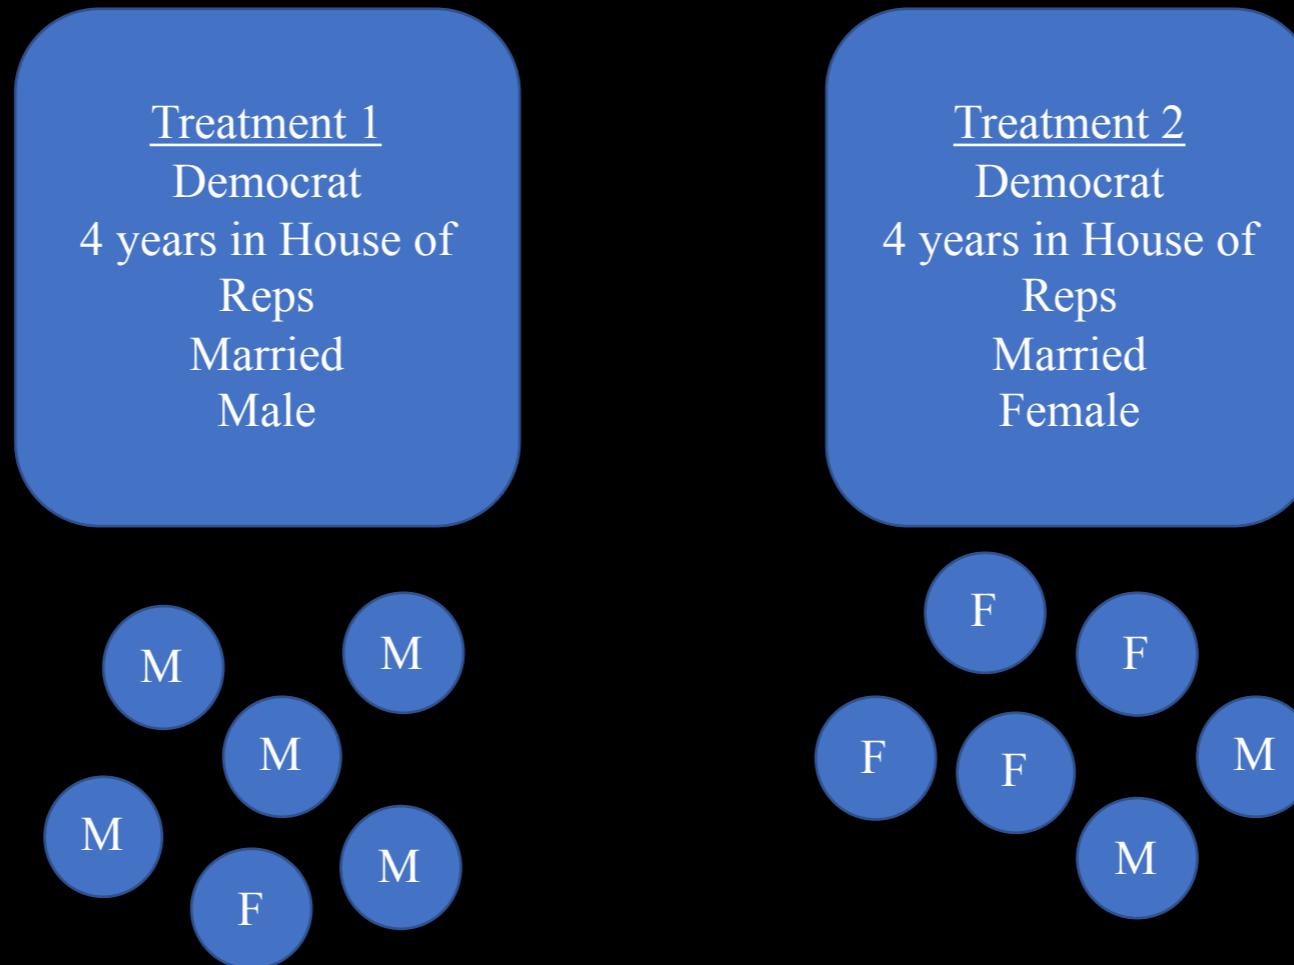 Treatment 1
Democrat
4 years in House of
Reps
Married
Male
Treatment 2
Democrat
4 years in House of
Reps
Married
Female
M
M
M
M
M
F
F
F
F
F
M
M